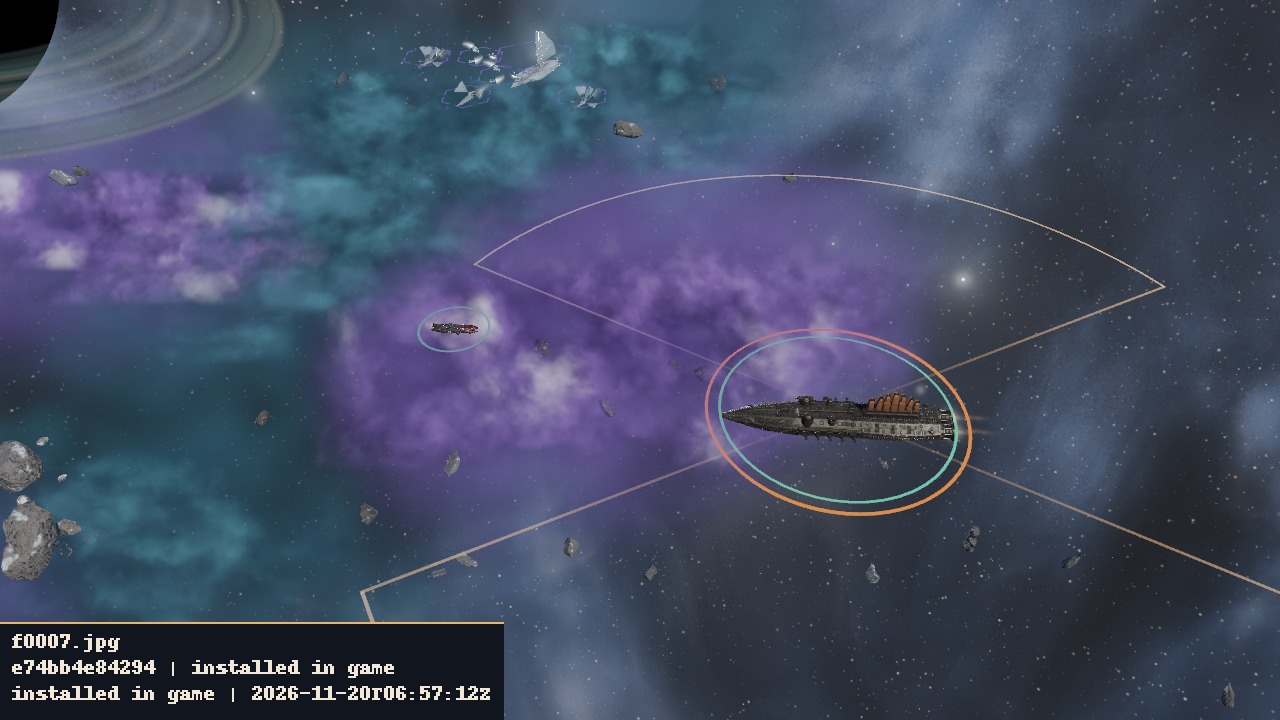 f0007.jpg
e74bb4e84294 | installed in game
installed in game | 2026-11-20T06:57:12z